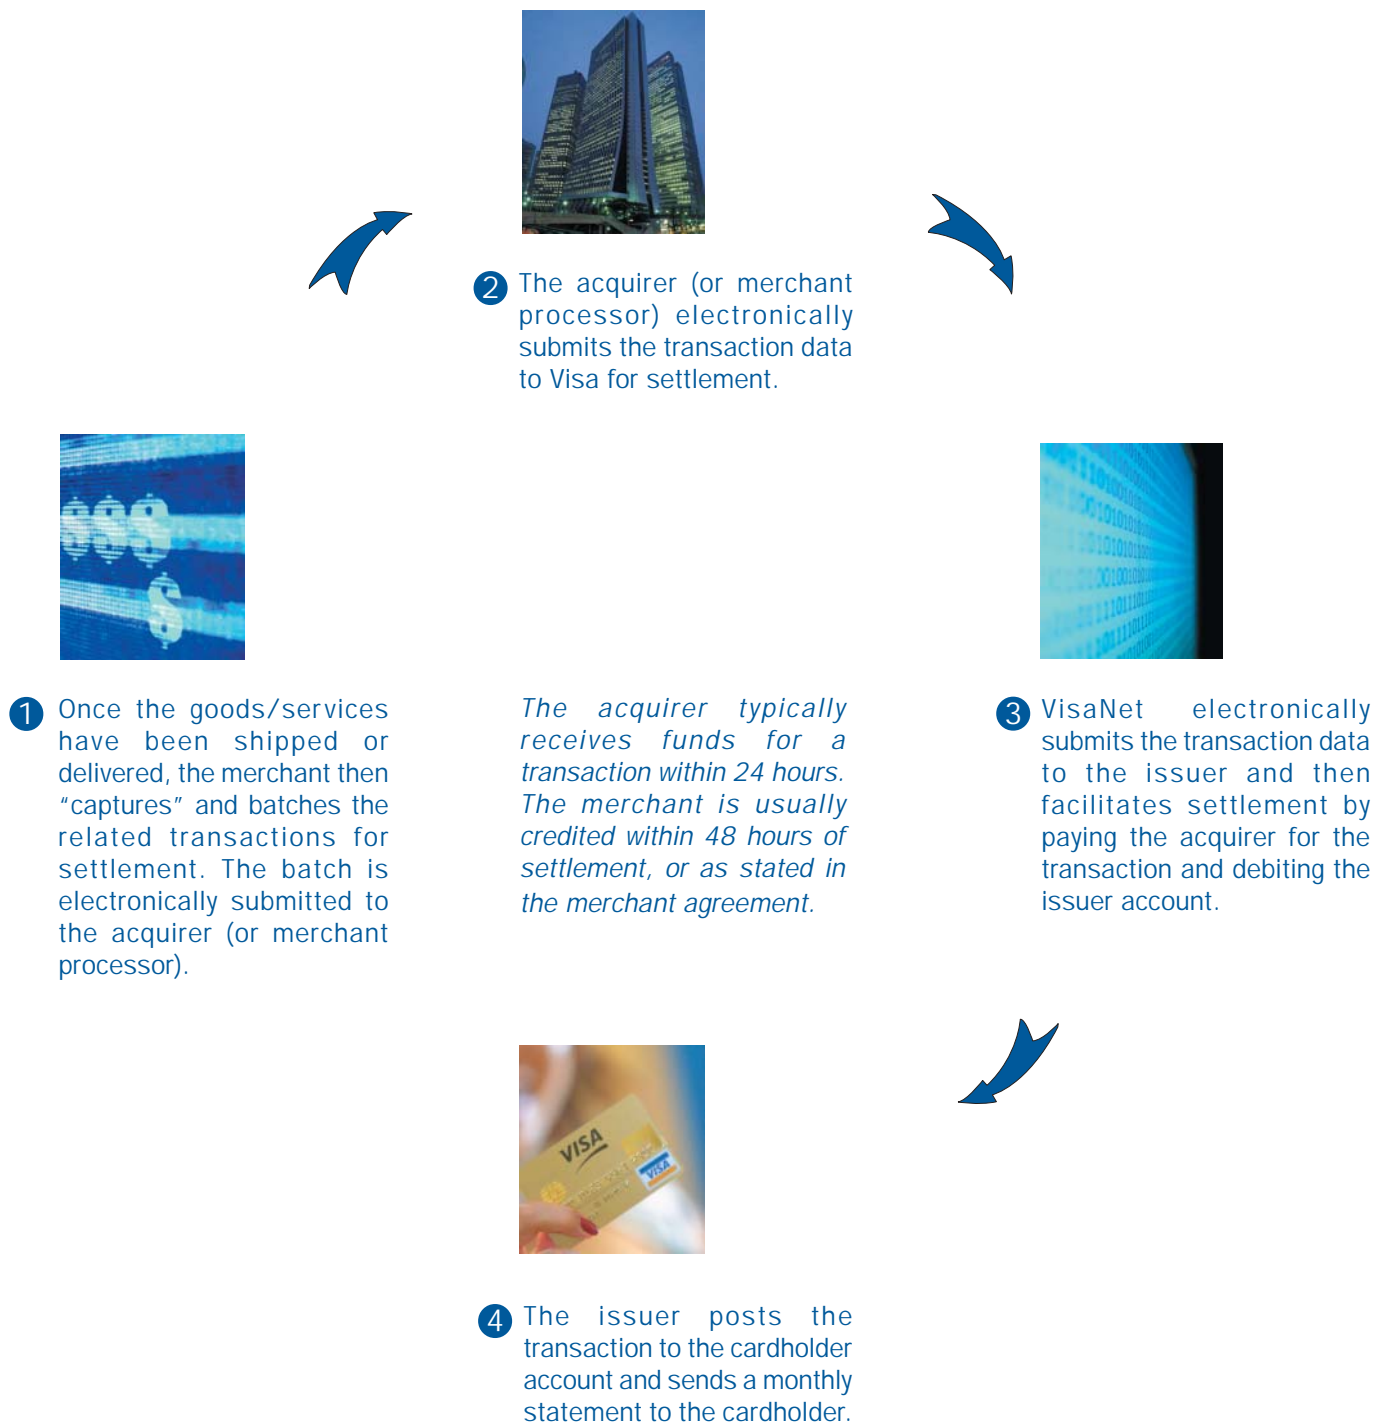 2 The acquirer (or merchant
processor) electronically
submits the transaction data
to Visa for settlement.
1 Once the goods/services
have been shipped or
delivered, the merchant then
“captures” and batches the
related transactions for
settlement. The batch is
electronically submitted to
the acquirer (or merchant
processor).
The acquirer typically
receives funds for a
transaction within 24 hours.
The merchant is usually
credited within 48 hours of
settlement, or as stated in
the merchant agreement.
3 VisaNet electronically
submits the transaction data
to the issuer and then
facilitates settlement by
paying the acquirer for the
transaction and debiting the
issuer account.
VISA
VISA
4 The issuer posts the
transaction to the cardholder
account and sends a monthly
statement to the cardholder.